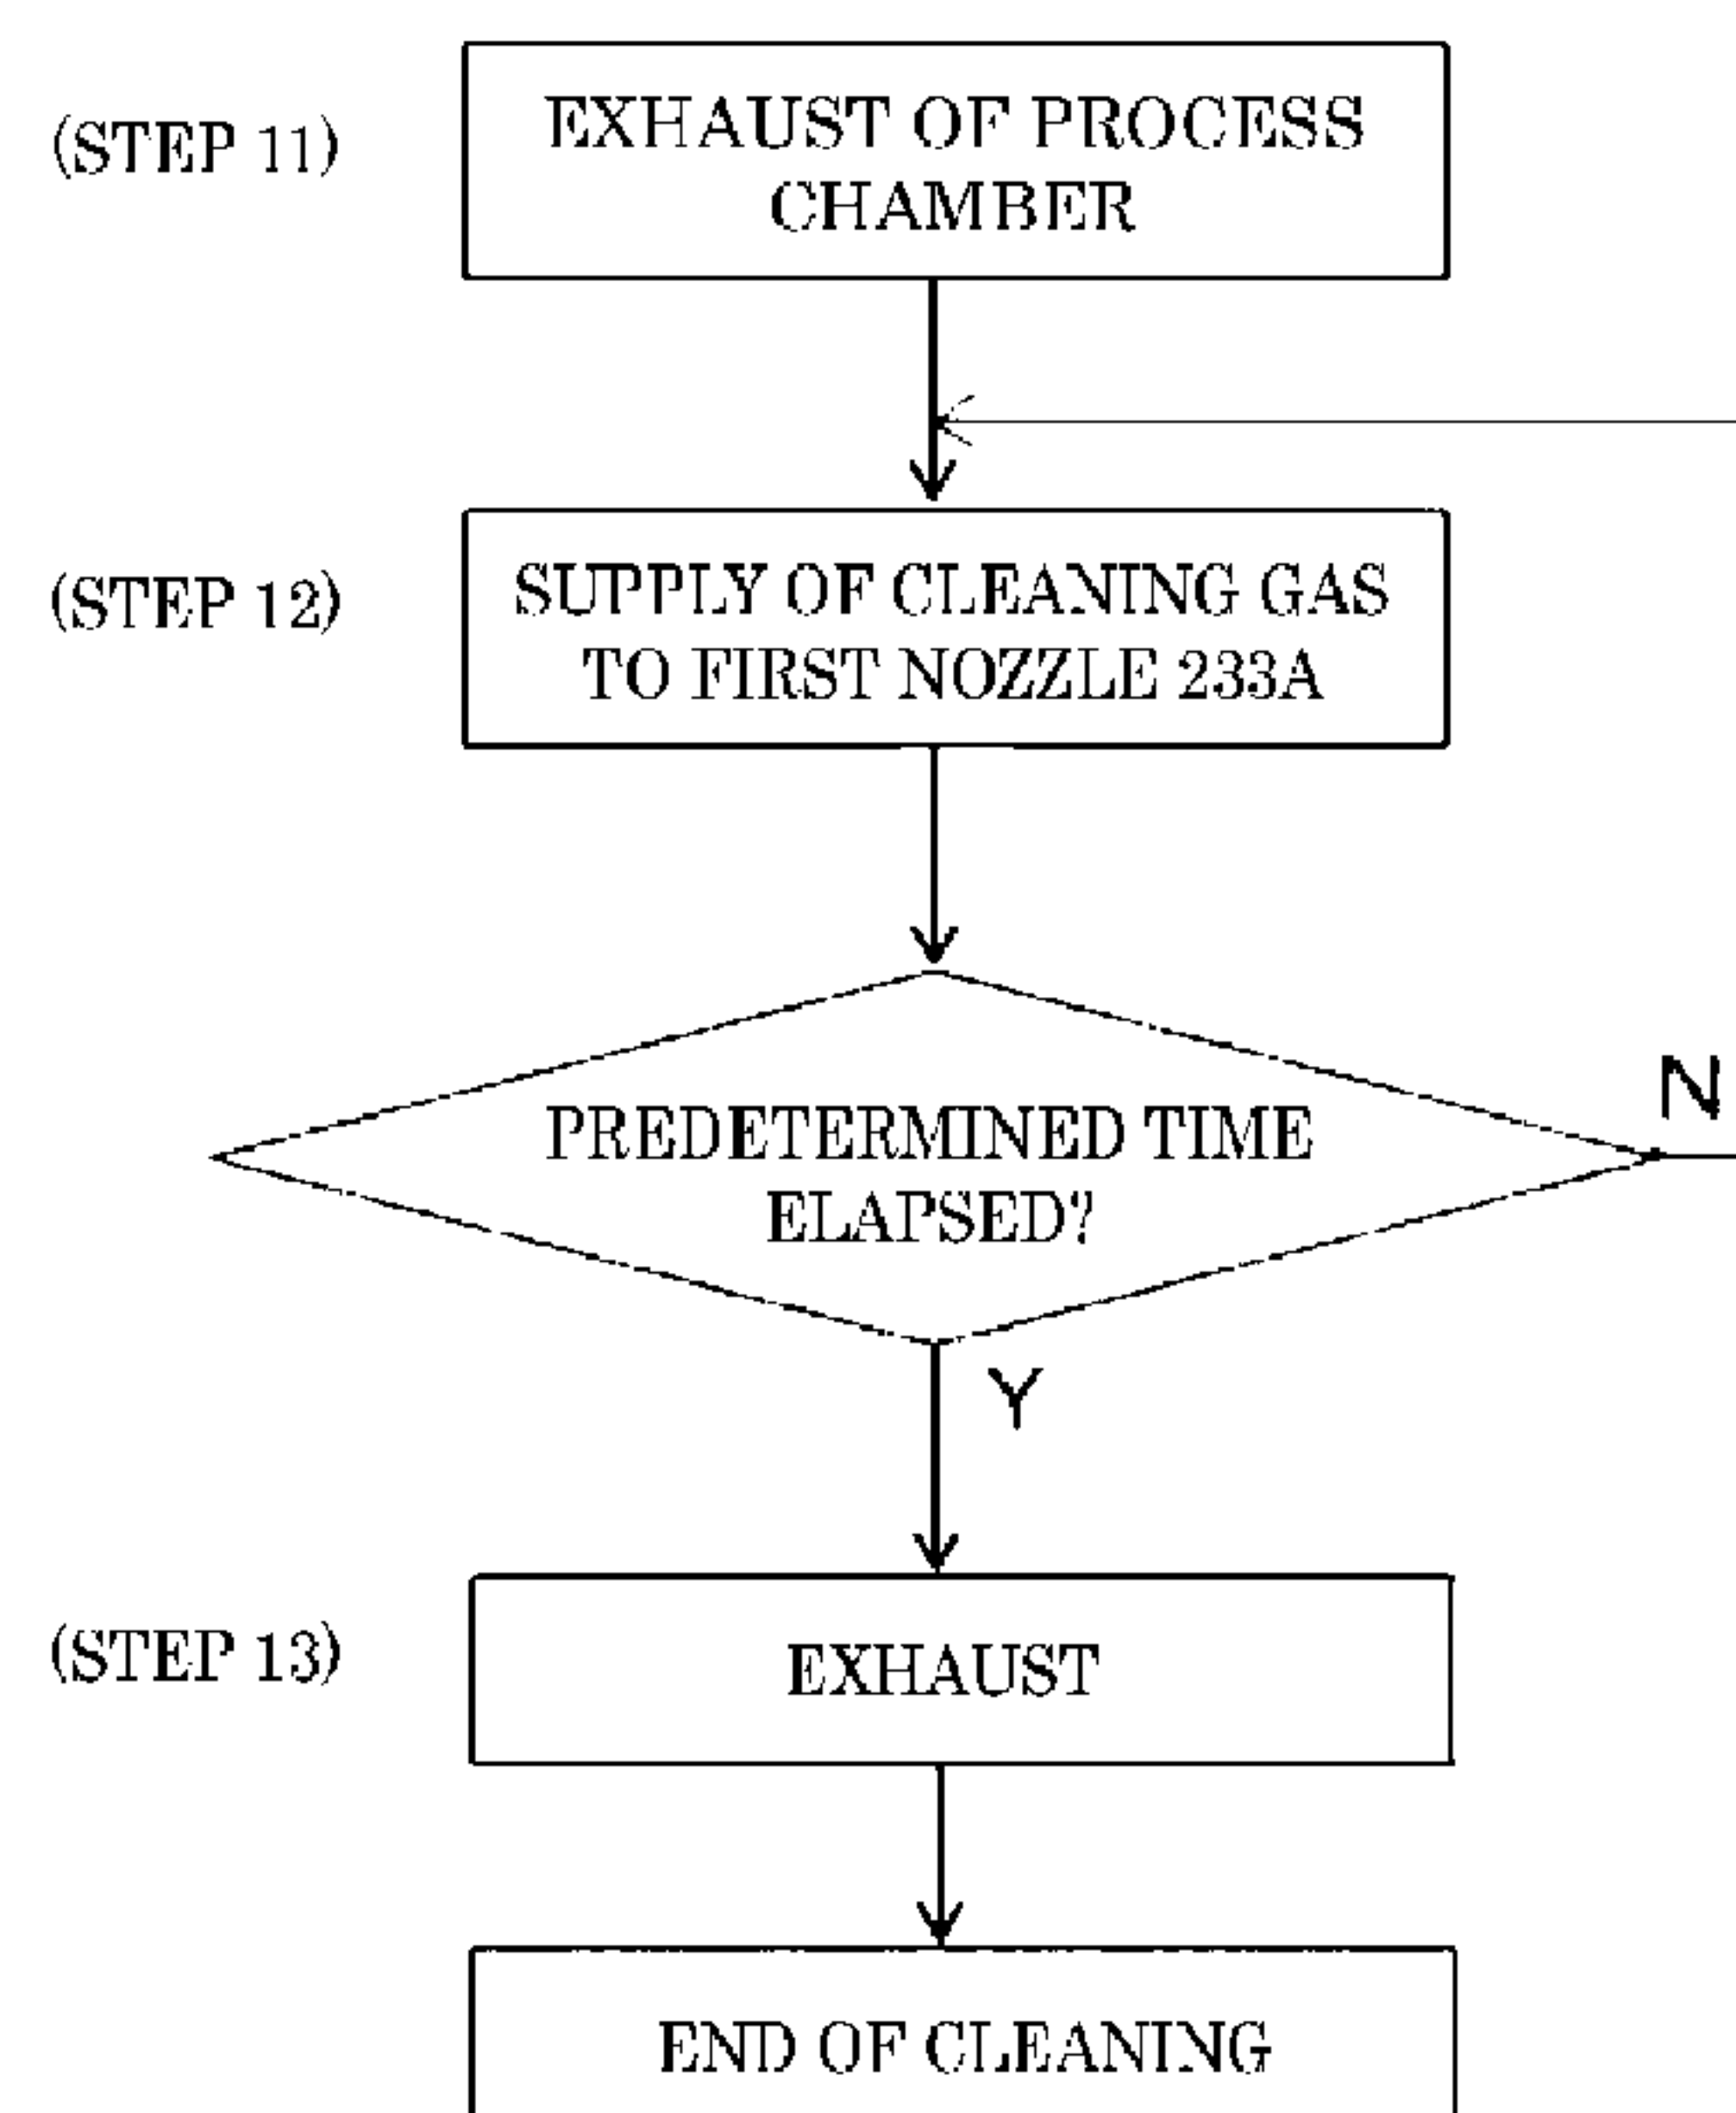 (STEP 11)
EXHAUST OF PROCESS
CHAMBER
(STEP 12)
SUPPLY OF CLEANING GAS
TO FIRST NOZZLE 233A
N
PREDETERMINED TIME
ELAPSED?
Y
(STEP 13)
EXHAUST
END OF CLEANING